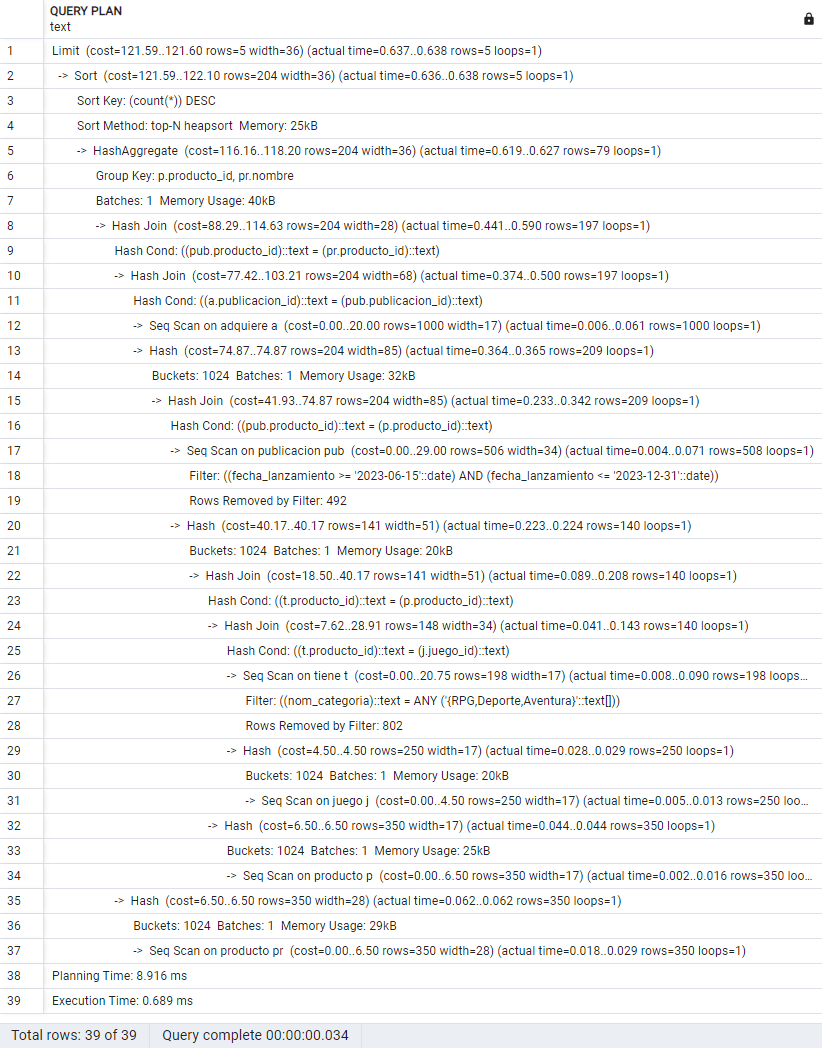 QUERY PLAN
text
1 Limit (cost=121.59..121.60 rows=5 width=36) (actual time=0.637..0.638 rows=5 loops=1)
2 -> Sort (cost=121.59..122.10 rows=204 width=36) (actual time=0.636..0.638 rows=5 loops=1)
3 Sort Key: (count(*)) DESC
4 Sort Method: top-N heapsort Memory: 25kB
5 -> HashAggregate (cost=116.16..118.20 rows=204 width=36) (actual time=0.619..0.627 rows=79 loops=1)
6 Group Key: p.producto_id, pr.nombre
7 Batches: 1 Memory Usage: 40kB
8 -> Hash Join (cost=88.29..114.63 rows=204 width=28) (actual time=0.441..0.590 rows=197 loops=1)
9 Hash Cond: ((pub.producto_id)::text = (pr.producto_id)::text)
10 -> Hash Join (cost=77.42..103.21 rows=204 width=68) (actual time=0.374..0.500 rows=197 loops=1)
11 Hash Cond: ((a.publicacion_id)::text = (pub.publicacion_id)::text)
12 -> Seq Scan on adquiere a (cost=0.00..20.00 rows=1000 width=17) (actual time=0.006..0.061 rows=1000 loops=1)
13 -> Hash (cost=74.87..74.87 rows=204 width=85) (actual time=0.364..0.365 rows=209 loops=1)
14 Buckets: 1024 Batches: 1 Memory Usage: 32kB
15 -> Hash Join (cost=41.93..74.87 rows=204 width=85) (actual time=0.233..0.342 rows=209 loops=1)
16 Hash Cond: ((pub.producto_id)::text = (p.producto_id)::text)
17 -> Seq Scan on publicacion pub (cost=0.00..29.00 rows=506 width=34) (actual time=0.004..0.071 rows=508 loops=1)
18 Filter: ((fecha_lanzamiento >= '2023-06-15'::date) AND (fecha_lanzamiento <= '2023-12-31'::date))
19 Rows Removed by Filter: 492
20 -> Hash (cost=40.17..40.17 rows=141 width=51) (actual time=0.223..0.224 rows=140 loops=1)
21 Buckets: 1024 Batches: 1 Memory Usage: 20kB
22 -> Hash Join (cost=18.50..40.17 rows=141 width=51) (actual time=0.089..0.208 rows=140 loops=1)
23 Hash Cond: ((t.producto_id)::text = (p.producto_id)::text)
24 -> Hash Join (cost=7.62..28.91 rows=148 width=34) (actual time=0.041..0.143 rows=140 loops=1)
25 Hash Cond: ((t.producto_id)::text = (j.juego_id)::text)
26 -> Seq Scan on tiene t (cost=0.00..20.75 rows=198 width=17) (actual time=0.008..0.090 rows=198 loops...
27 Filter: ((nom_categoria)::text = ANY ('{RPG,Deporte,Aventura}'::text[]))
28 Rows Removed by Filter: 802
29 -> Hash (cost=4.50..4.50 rows=250 width=17) (actual time=0.028..0.029 rows=250 loops=1)
30 Buckets: 1024 Batches: 1 Memory Usage: 20kB
31 -> Seq Scan on juego j (cost=0.00..4.50 rows=250 width=17) (actual time=0.005..0.013 rows=250 loo...
32 -> Hash (cost=6.50..6.50 rows=350 width=17) (actual time=0.044..0.044 rows=350 loops=1)
33 Buckets: 1024 Batches: 1 Memory Usage: 25kB
34 -> Seq Scan on producto p (cost=0.00..6.50 rows=350 width=17) (actual time=0.002..0.016 rows=350 loo...
35 -> Hash (cost=6.50..6.50 rows=350 width=28) (actual time=0.062..0.062 rows=350 loops=1)
36 Buckets: 1024 Batches: 1 Memory Usage: 29kB
37 -> Seq Scan on producto pr (cost=0.00..6.50 rows=350 width=28) (actual time=0.018..0.029 rows=350 loops=1)
38 Planning Time: 8.916 ms
39 Execution Time: 0.689 ms
Total rows: 39 of 39 Query complete 00:00:00.034